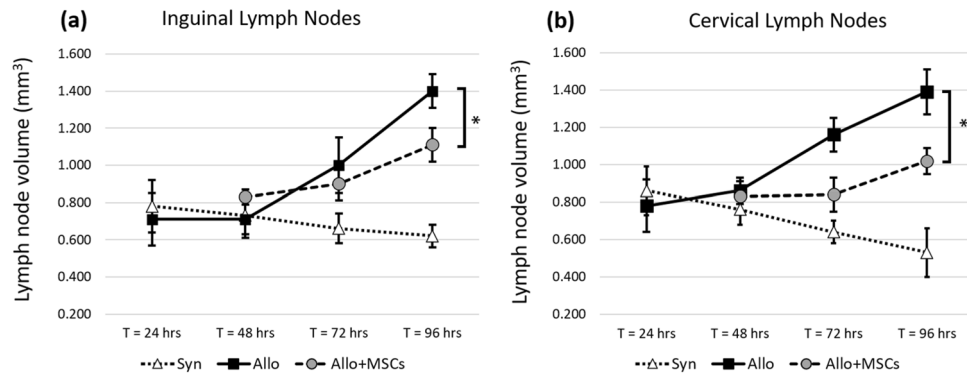 (a) Inguinal Lymph Nodes
Lymph node volume (mm³)
1.600
1.400
1.200
1.000
0.800
0.600
0.400
0.200
*
T = 24 hrs T = 48 hrs T = 72 hrs T = 96 hrs
Syn Allo Allo+MSCs
(b) Cervical Lymph Nodes
Lymph node volume (mm³)
1.600
1.400
1.200
1.000
0.800
0.600
0.400
0.200
*
T = 24 hrs T = 48 hrs T = 72 hrs T = 96 hrs
Syn Allo Allo+MSCs